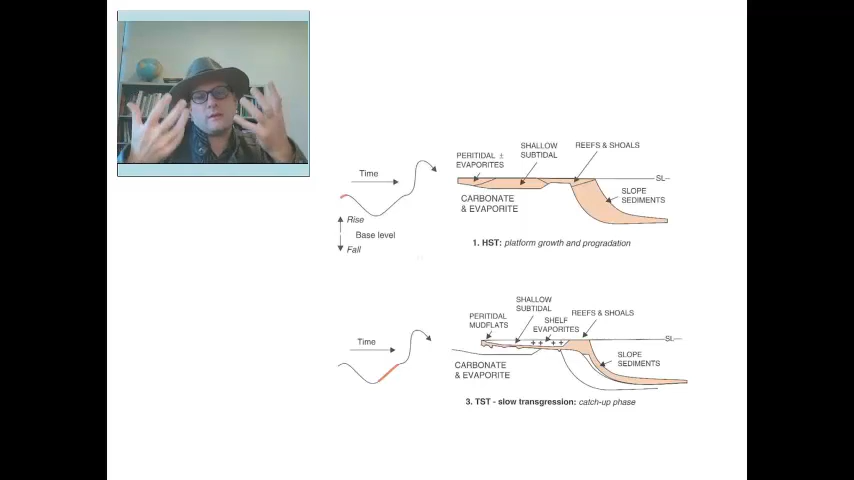 PERITIDAL ±
EVAPORITES
SHALLOW
SUBTIDAL
REEFS & SHOALS
SL
Time
SLOPE
SEDIMENTS
CARBONATE
& EVAPORITE
Rise
Base level
Fall
1. HST: platform growth and progradation
PERITIDAL
MUDFLATS
SHALLOW
SUBTIDAL
SHELF
EVAPORITES
REEFS & SHOALS
SL
Time
SLOPE
SEDIMENTS
CARBONATE
& EVAPORITE
3. TST - slow transgression: catch-up phase